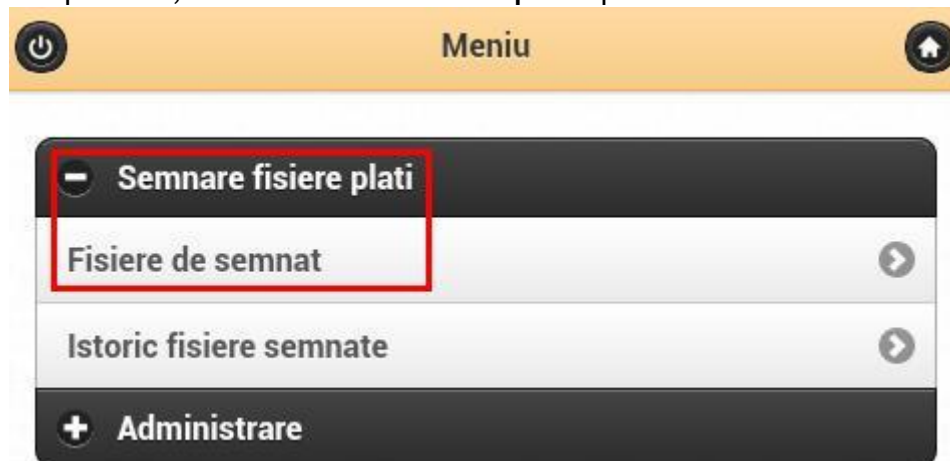 Meniu
Semnare fisiere plati
Fisiere de semnat
Istoric fisiere semnate
Administrare